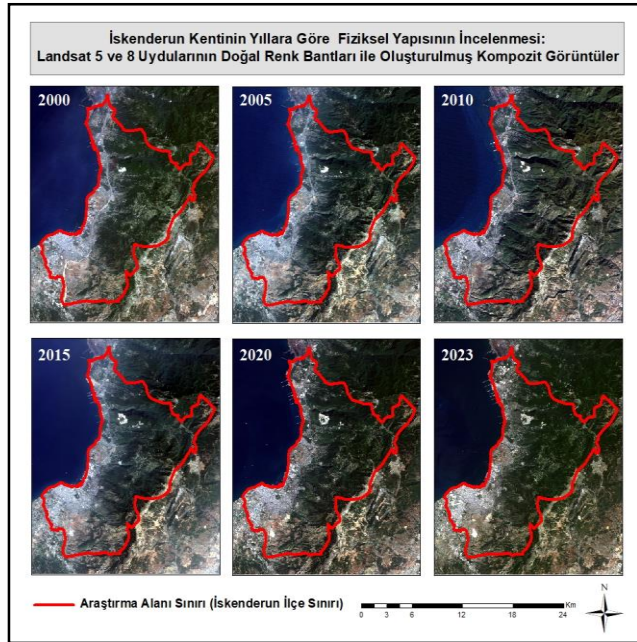 İskenderun Kentinin Yıllara Göre Fiziksel Yapısının İncelenmesi:
Landsat 5 ve 8 Uydularının Doğal Renk Bantları ile Oluşturulmuş Kompozit Görüntüler
2000
2005
2010
2015
2020
2023
Araştırma Alanı Sınırı (İskenderun İlçe Sınırı)
0 3 6 12 18 24 Km
N